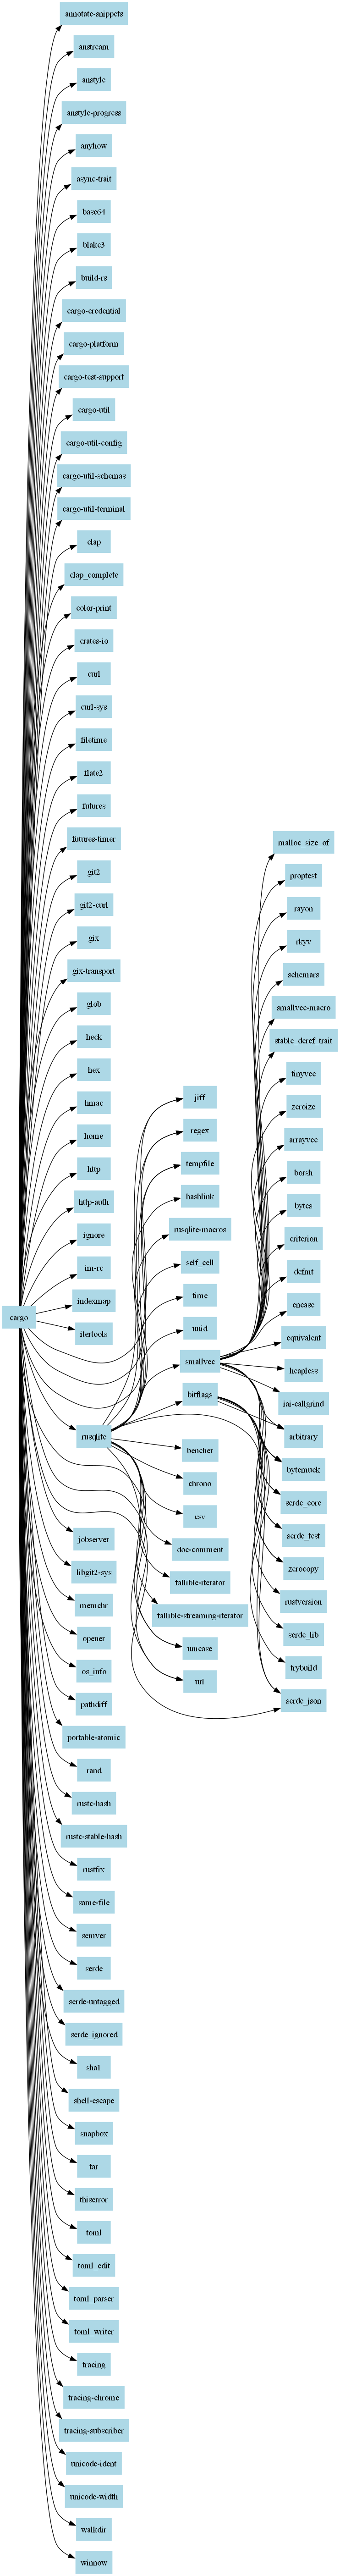 annotate-snippets
anstream
anstyle
anstyle-progress
anyhow
async-trait
base64
blake3
build-rs
cargo-credential
cargo-platform
cargo-test-support
cargo-util
cargo-util-config
cargo-util-schemas
cargo-util-terminal
clap
clap_complete
color-print
crates-io
curl
curl-sys
filetime
flate2
futures
futures-timer
git2
git2-curl
gix
gix-transport
glob
heck
hex
hmac
home
http
http-auth
ignore
im-rc
indexmap
cargo
itertools
rusqlite
jobserver
libgit2-sys
memchr
opener
os_info
pathdiff
portable-atomic
rand
rustc-hash
rustc-stable-hash
rustfix
same-file
semver
serde
serde-untagged
serde_ignored
sha1
shell-escape
snapbox
tar
thiserror
toml
toml_edit
toml_parser
toml_writer
tracing
tracing-chrome
tracing-subscriber
unicode-ident
unicode-width
walkdir
winnow
jiff
regex
tempfile
hashlink
rusqlite-macros
self_cell
time
uuid
smallvec
bitflags
bencher
chrono
csv
doc-comment
fallible-iterator
fallible-streaming-iterator
unicase
url
malloc_size_of
proptest
rayon
rkyv
schemars
smallvec-macro
stable_deref_trait
tinyvec
zeroize
arrayvec
borsh
bytes
criterion
defmt
encase
equivalent
heapless
iai-callgrind
arbitrary
bytemuck
serde_core
serde_test
zerocopy
rustversion
serde_lib
trybuild
serde_json